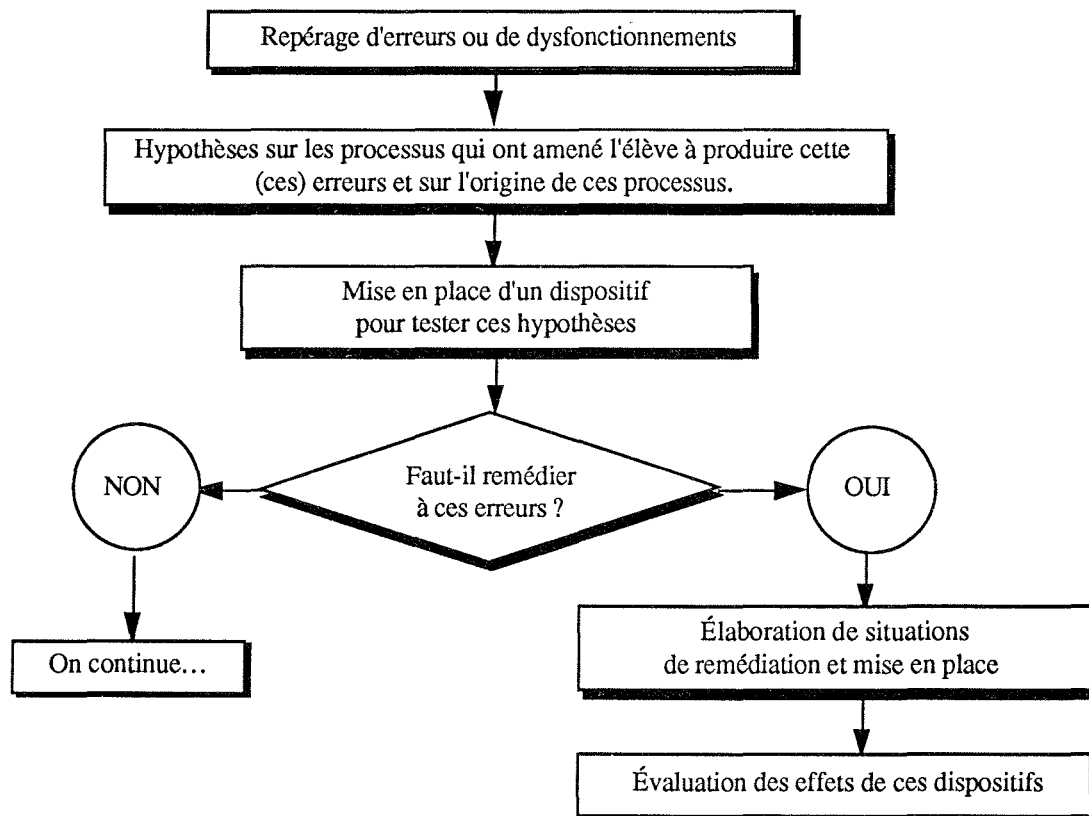 Repérage d'erreurs ou de dysfonctionnements
Hypothèses sur les processus qui ont amené l'élève à produire cette
(ces) erreurs et sur l'origine de ces processus.
Mise en place d'un dispositif
pour tester ces hypothèses
Faut-il remédier
à ces erreurs ?
NON
OUI
On continue…
Élaboration de situations
de remédiation et mise en place
Évaluation des effets de ces dispositifs